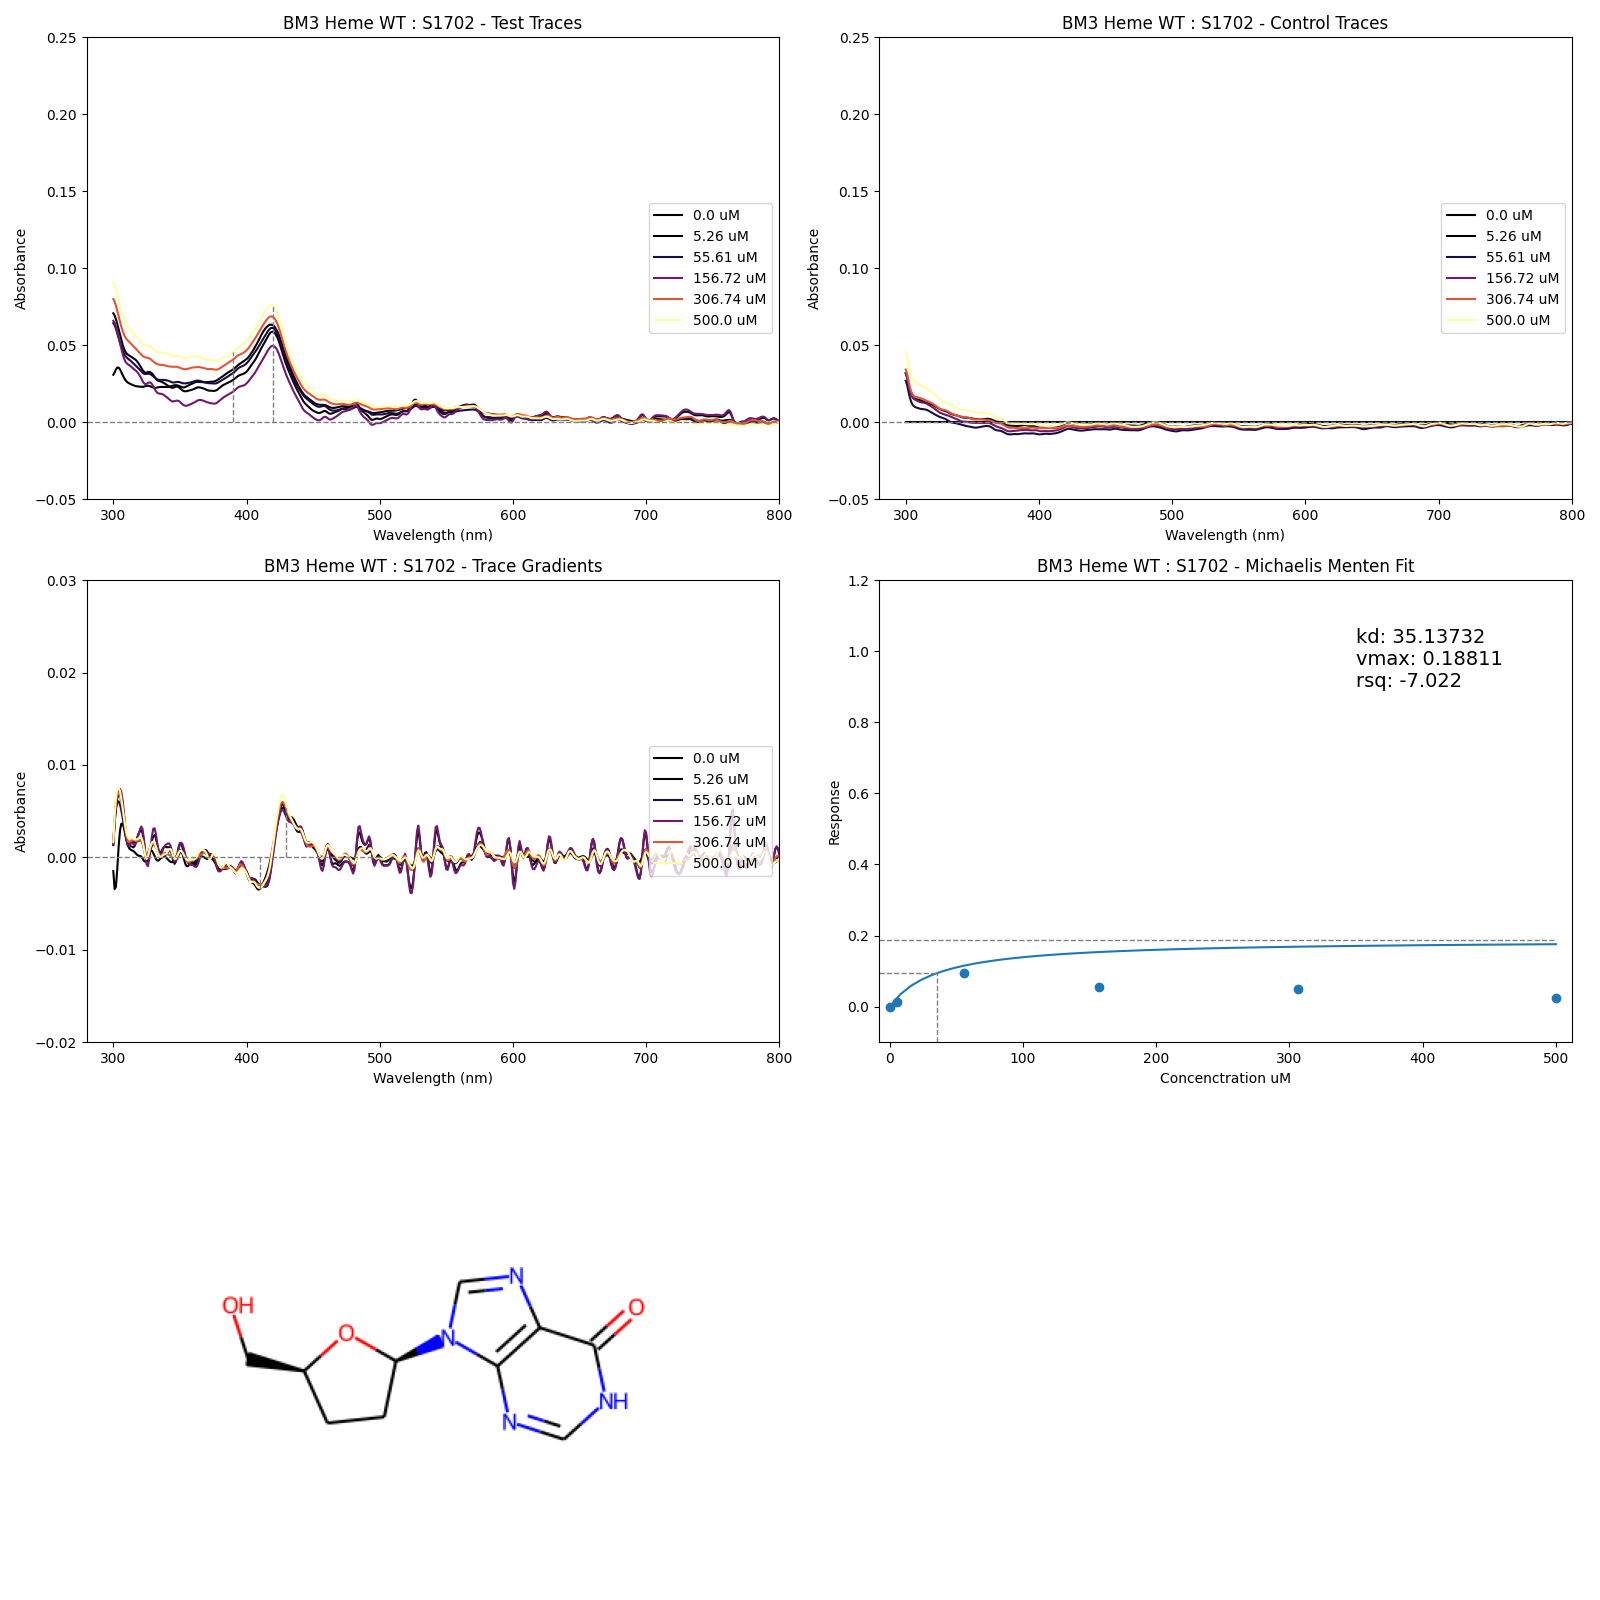 BM3 Heme WT : S1702 - Test Traces
0.25
0.20
0.15
0.10
0.05
0.00
−0.05
Absorbance
300 400 500 600 700 800
Wavelength (nm)
0.0 uM
5.26 uM
55.61 uM
156.72 uM
306.74 uM
500.0 uM
BM3 Heme WT : S1702 - Control Traces
0.25
0.20
0.15
0.10
0.05
0.00
−0.05
Absorbance
300 400 500 600 700 800
Wavelength (nm)
0.0 uM
5.26 uM
55.61 uM
156.72 uM
306.74 uM
500.0 uM
BM3 Heme WT : S1702 - Trace Gradients
0.03
0.02
0.01
0.00
−0.01
−0.02
Absorbance
300 400 500 600 700 800
Wavelength (nm)
0.0 uM
5.26 uM
55.61 uM
156.72 uM
306.74 uM
500.0 uM
BM3 Heme WT : S1702 - Michaelis Menten Fit
1.2
1.0
0.8
0.6
0.4
0.2
0.0
Response
0 100 200 300 400 500
Concenctration uM
kd: 35.13732
vmax: 0.18811
rsq: -7.022
OH
O
N
N
O
NH
N